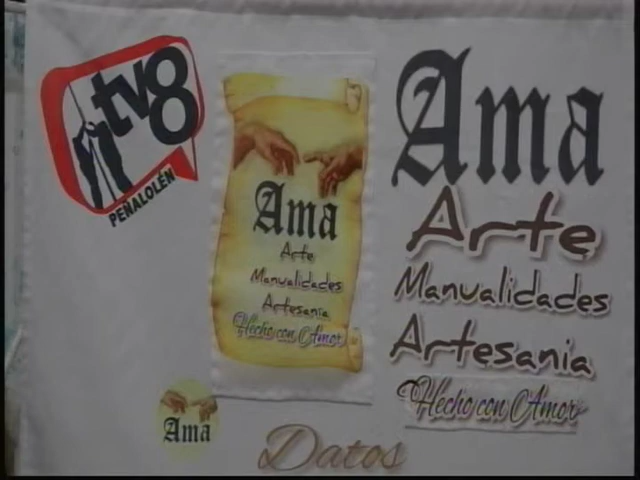 tv8
PEÑALOLÉN
Ama
Arte
Manualidades
Artesania
Hecho con Amor
Ama
Arte
Manualidades
Artesania
Hecho con Amor
Ama
Datos